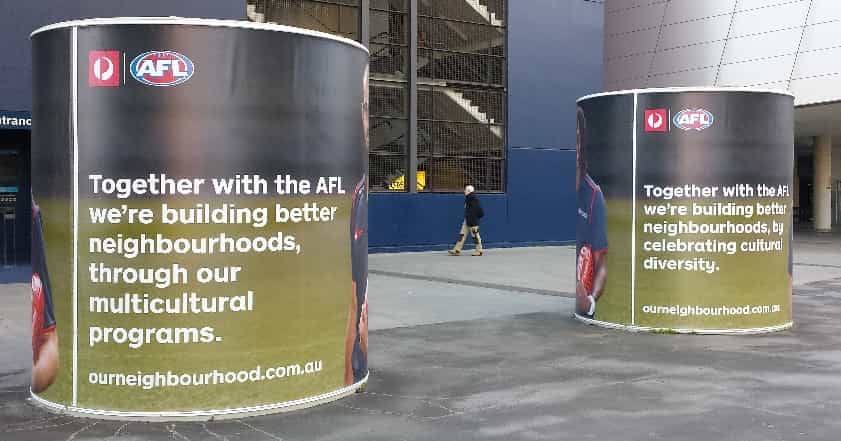 AFL
Together with the AFL
we're building better
neighbourhoods,
through our
multicultural
programs.
ourneighbourhood.com.au
AFL
Together with the AFL
we're building better
neighbourhoods, by
celebrating cultural
diversity.
ourneighbourhood.com.au